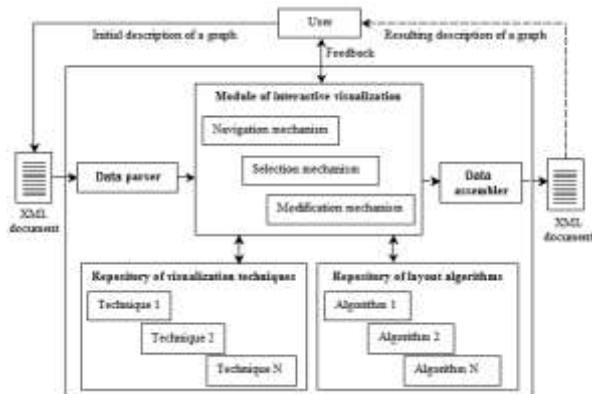 User
Initial description of a graph
Resulting description of a graph
Feedback
Module of interactive visualization
Navigation mechanism
Selection mechanism
Modification mechanism
Data parser
Data
assembler
XML
document
XML
document
Repository of visualization techniques
Technique 1
Technique 2
Technique N
Repository of layout algorithms
Algorithm 1
Algorithm 2
Algorithm N